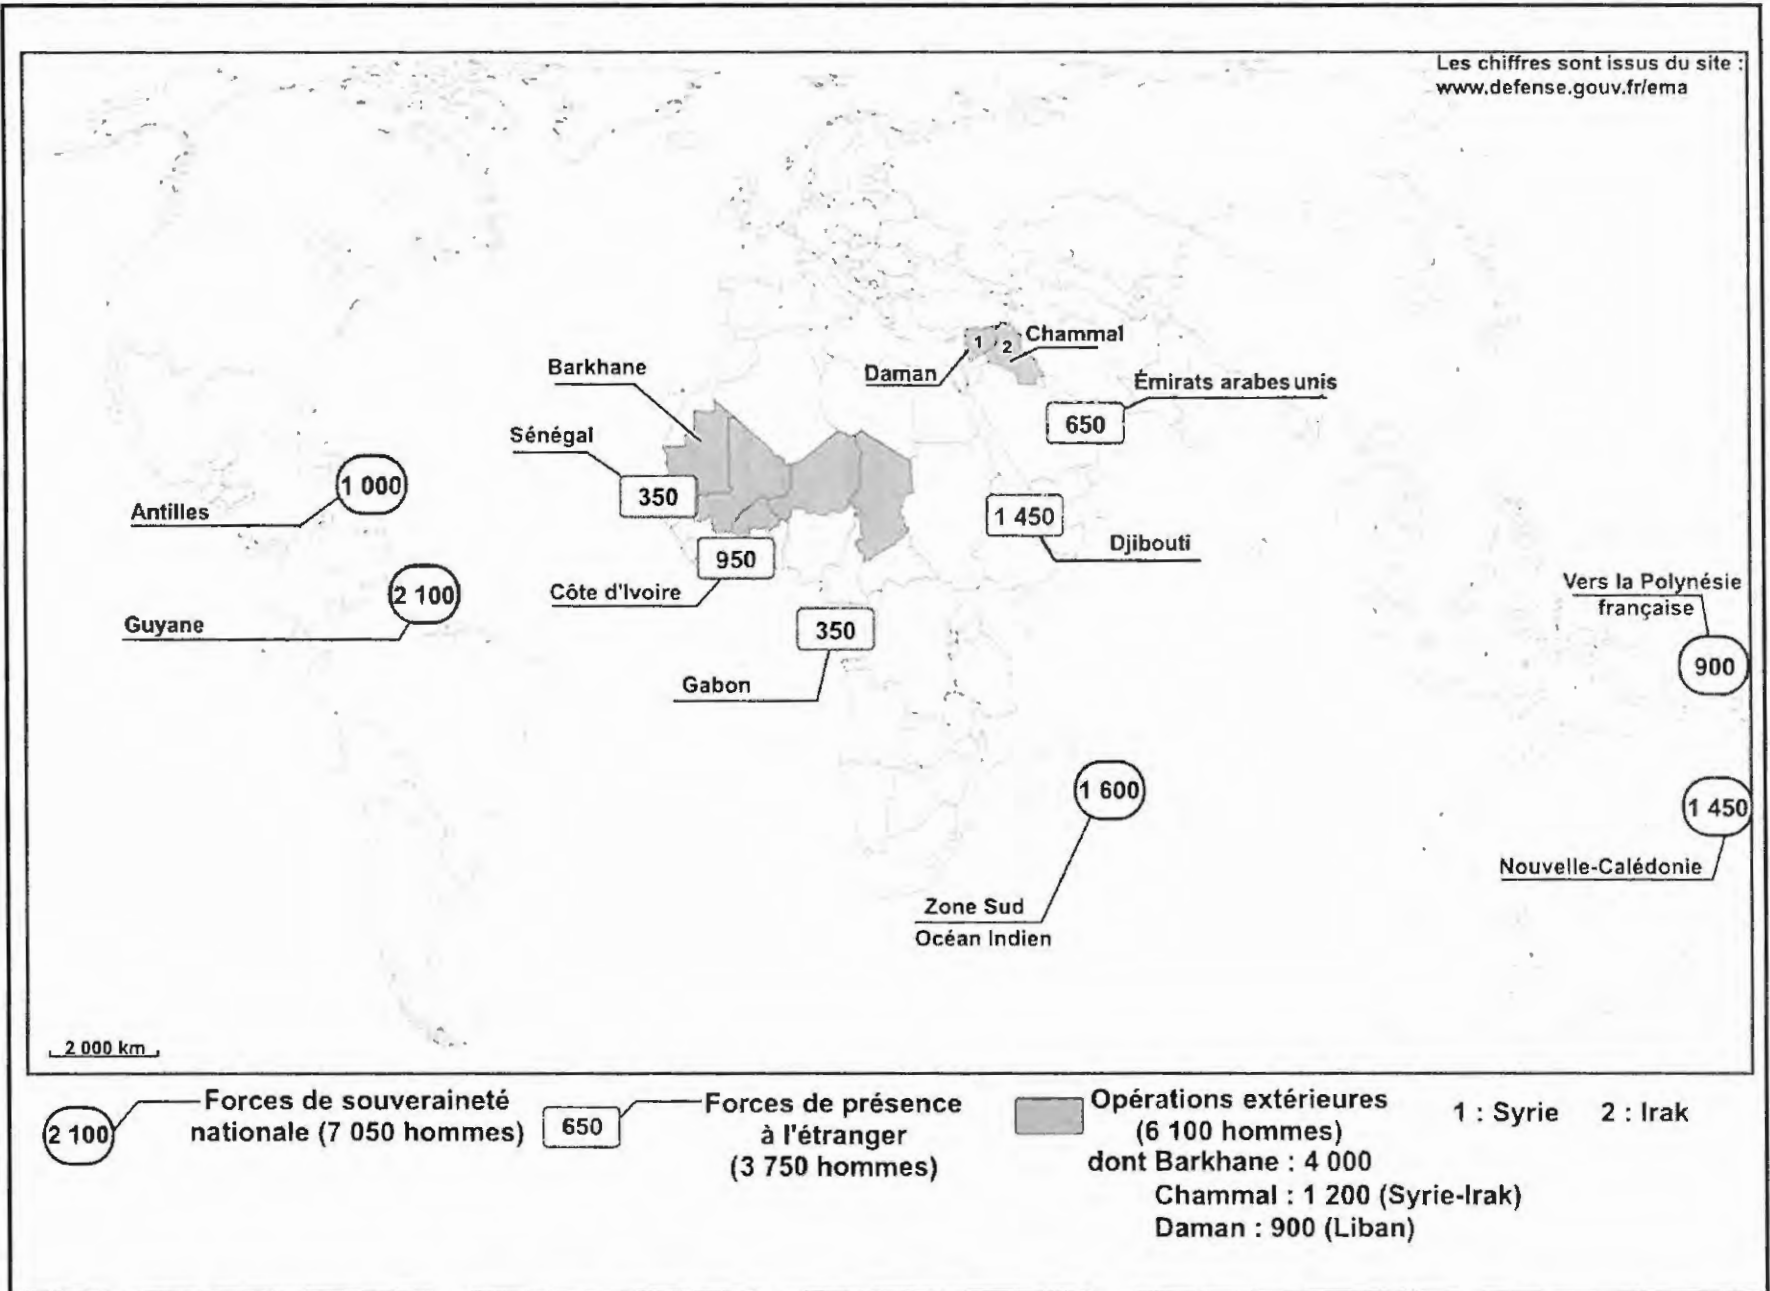 Les chiffres sont issus du site :
www.defense.gouv.fr/ema
1
2
Chammal
Daman
Barkhane
Émirats arabes unis
650
Sénégal
350
1 000
Antilles
1 450
Djibouti
950
Côte d'Ivoire
2 100
Guyane
350
Gabon
Vers la Polynésie
française
900
1 600
Zone Sud
Océan Indien
1 450
Nouvelle-Calédonie
2 000 km
2 100
Forces de souveraineté
nationale (7 050 hommes)
650
Forces de présence
à l'étranger
(3 750 hommes)
Opérations extérieures
(6 100 hommes)
dont Barkhane : 4 000
Chammal : 1 200 (Syrie-Irak)
Daman : 900 (Liban)
1 : Syrie 2 : Irak